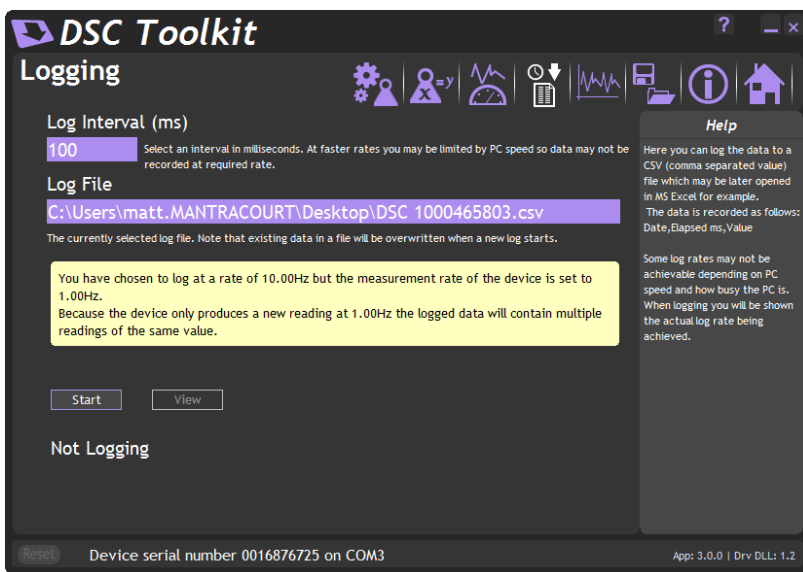 DSC Toolkit
?
Logging
x
=y
Log Interval (ms)
100
Select an interval in milliseconds. At faster rates you may be limited by PC speed so data may not be
recorded at required rate.
Log File
C:\Users\matt.MANTRACOURT\Desktop\DSC 1000465803.csv
The currently selected log file. Note that existing data in a file will be overwritten when a new log starts.
You have chosen to log at a rate of 10.00Hz but the measurement rate of the device is set to
1.00Hz.
Because the device only produces a new reading at 1.00Hz the logged data will contain multiple
readings of the same value.
Start
View
Not Logging
Help
Here you can log the data to a
CSV (comma separated value)
file which may be later opened
in MS Excel for example.
The data is recorded as follows:
Date,Elapsed ms,Value
Some log rates may not be
achievable depending on PC
speed and how busy the PC is.
When logging you will be shown
the actual log rate being
achieved.
Reset
Device serial number 0016876725 on COM3
App: 3.0.0 | Drv DLL: 1.2